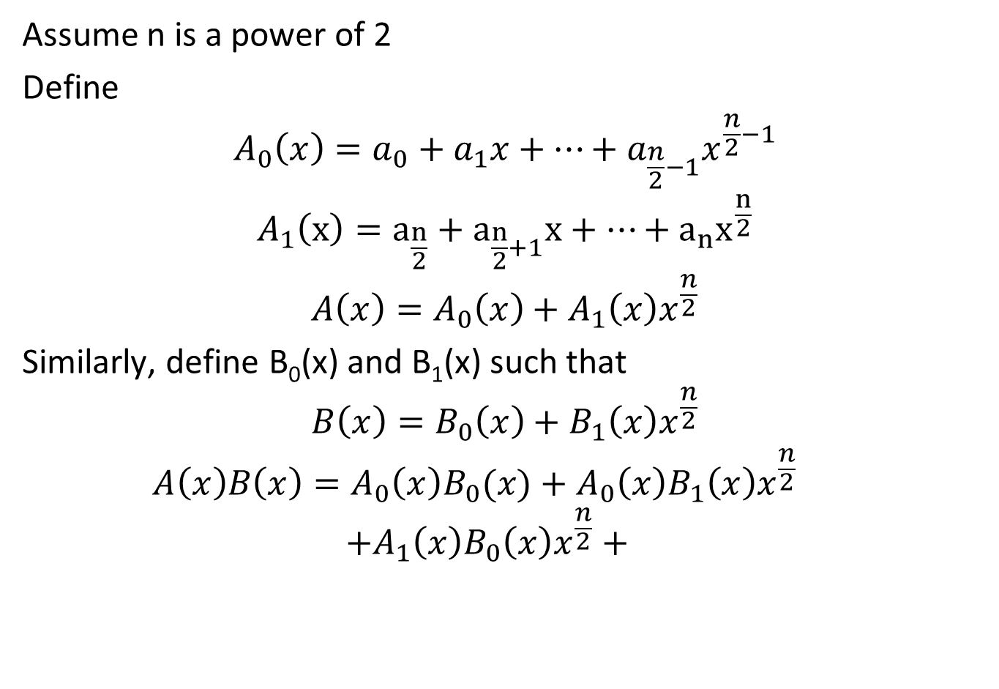 Assume n is a power of 2
Define
$A_0(x) = a_0 + a_1x + \cdots + a_{\frac{n}{2}-1}x^{\frac{n}{2}-1}$
$A_1(\mathrm{x}) = \mathrm{a}_{\frac{\mathrm{n}}{2}} + \mathrm{a}_{\frac{\mathrm{n}}{2}+1}\mathrm{x} + \cdots + \mathrm{a}_\mathrm{n}\mathrm{x}^{\frac{\mathrm{n}}{2}}$
$A(x) = A_0(x) + A_1(x)x^{\frac{n}{2}}$
Similarly, define B₀(x) and B₁(x) such that
$B(x) = B_0(x) + B_1(x)x^{\frac{n}{2}}$
$A(x)B(x) = A_0(x)B_0(x) + A_0(x)B_1(x)x^{\frac{n}{2}}$
$+A_1(x)B_0(x)x^{\frac{n}{2}} +$